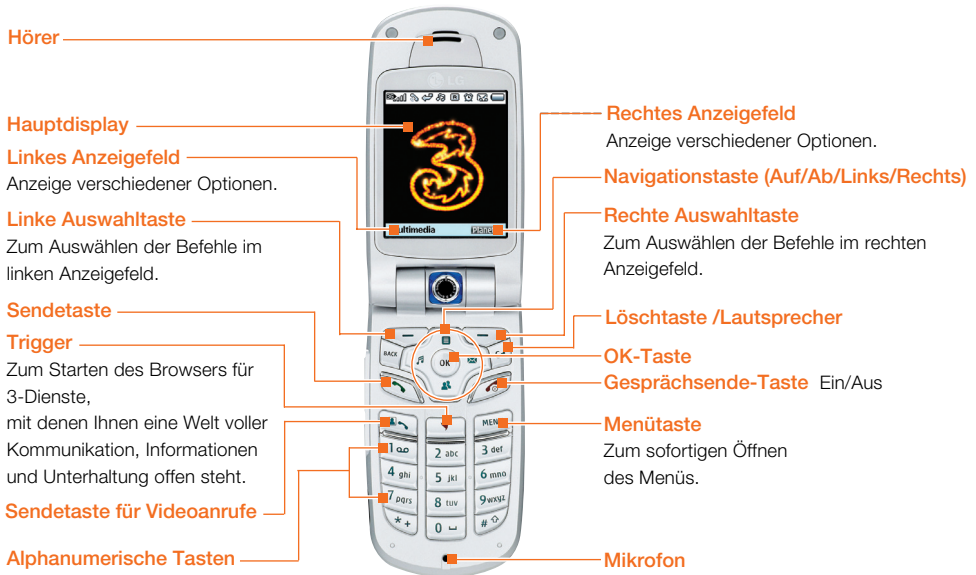 Hörer
Hauptdisplay
Linkes Anzeigefeld
Anzeige verschiedener Optionen.
Linke Auswahltaste
Zum Auswählen der Befehle im
linken Anzeigefeld.
Sendetaste
Trigger
Zum Starten des Browsers für
3-Dienste,
mit denen Ihnen eine Welt voller
Kommunikation, Informationen
und Unterhaltung offen steht.
Sendetaste für Videoanrufe
Alphanumerische Tasten
LG
3
ultimedia
Plane
BACK
OK
MEN
1
2 abc
3 def
4 ghi
5 jkl
6 mno
7 pqrs
8 tuv
9 wxyz
* +
0
#
Rechtes Anzeigefeld
Anzeige verschiedener Optionen.
Navigationstaste (Auf/Ab/Links/Rechts)
Rechte Auswahltaste
Zum Auswählen der Befehle im rechten
Anzeigefeld.
Löschtaste /Lautsprecher
OK-Taste
Gesprächsende-Taste Ein/Aus
Menütaste
Zum sofortigen Öffnen
des Menüs.
Mikrofon